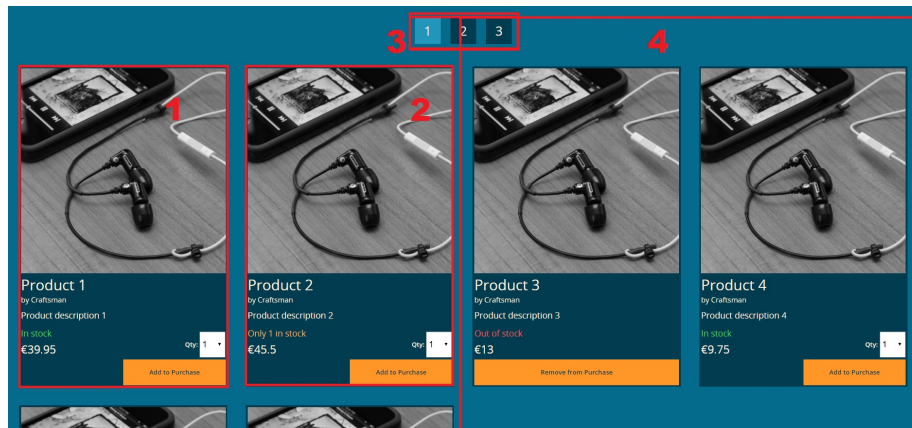 1 2 3
3
4
1
2
Product 1
by Craftsman
Product description 1
In stock
€39.95
Qty: 1
Add to Purchase
Product 2
by Craftsman
Product description 2
Only 1 in stock
€45.5
Qty: 1
Add to Purchase
Product 3
by Craftsman
Product description 3
Out of stock
€13
Remove from Purchase
Product 4
by Craftsman
Product description 4
In stock
€9.75
Qty: 1
Add to Purchase